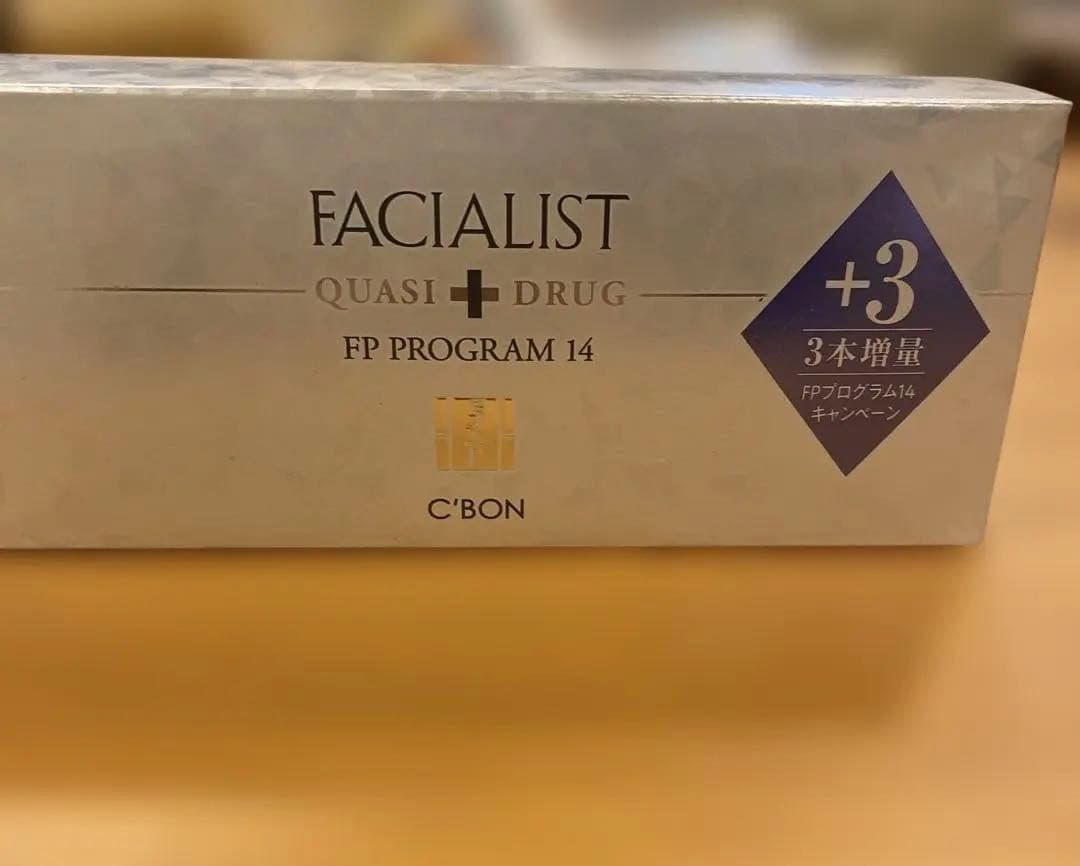 FACIALIST
QUASI DRUG
FP PROGRAM 14
C'BON
+3
3本増量
FPプログラム14
キャンペーン